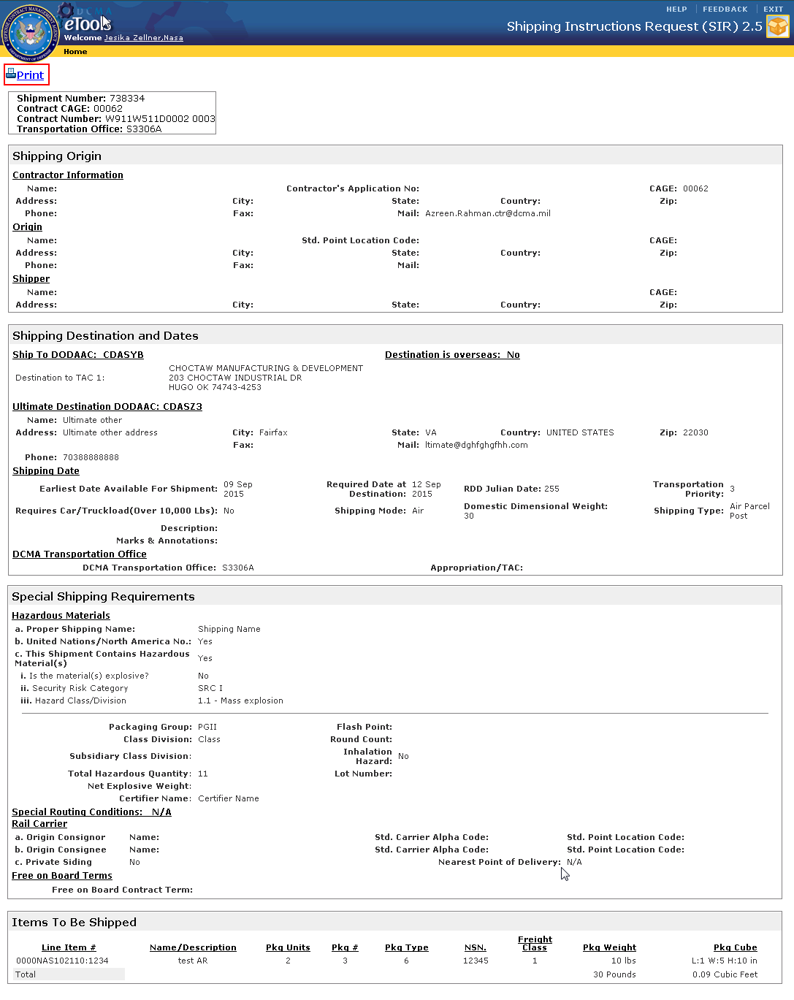 HELP FEEDBACK EXIT
DCMA
eTools
Shipping Instructions Request (SIR) 2.5
Welcome Jesika Zellner,Nasa
Home
DEFENSE CONTRACT MANAGEMENT AGENCY
DEPARTMENT OF DEFENSE
Print
Shipment Number: 738334
Contract CAGE: 00062
Contract Number: W911W511D0002 0003
Transportation Office: S3306A
Shipping Origin
Contractor Information
Name: Contractor's Application No: CAGE: 00062
Address: City: State: Country: Zip:
Phone: Fax: Mail: Azreen.Rahman.ctr@dcma.mil
Origin
Name: Std. Point Location Code: CAGE:
Address: City: State: Country: Zip:
Phone: Fax: Mail:
Shipper
Name: CAGE:
Address: City: State: Country: Zip:
Shipping Destination and Dates
Ship To DODAAC: CDASYB Destination is overseas: No
CHOCTAW MANUFACTURING & DEVELOPMENT
Destination to TAC 1: 203 CHOCTAW INDUSTRIAL DR
HUGO OK 74743-4253
Ultimate Destination DODAAC: CDASZ3
Name: Ultimate other
Address: Ultimate other address City: Fairfax State: VA Country: UNITED STATES Zip: 22030
Fax: Mail: ltimate@dghfghgfhh.com
Phone: 70388888888
Shipping Date
Earliest Date Available For Shipment: 09 Sep 2015 Required Date at Destination: 12 Sep 2015 RDD Julian Date: 255 Transportation Priority: 3
Requires Car/Truckload(Over 10,000 Lbs): No Shipping Mode: Air Domestic Dimensional Weight: 30 Shipping Type: Air Parcel Post
Description:
Marks & Annotations:
DCMA Transportation Office
DCMA Transportation Office: S3306A Appropriation/TAC:
Special Shipping Requirements
Hazardous Materials
a. Proper Shipping Name: Shipping Name
b. United Nations/North America No.: Yes
c. This Shipment Contains Hazardous Material(s) Yes
i. Is the material(s) explosive? No
ii. Security Risk Category SRC I
iii. Hazard Class/Division 1.1 - Mass explosion
Packaging Group: PGII Flash Point:
Class Division: Class Round Count:
Subsidiary Class Division: Inhalation Hazard: No
Total Hazardous Quantity: 11 Lot Number:
Net Explosive Weight:
Certifier Name: Certifier Name
Special Routing Conditions: N/A
Rail Carrier
a. Origin Consignor Name: Std. Carrier Alpha Code: Std. Point Location Code:
b. Origin Consignee Name: Std. Carrier Alpha Code: Std. Point Location Code:
c. Private Siding No Nearest Point of Delivery: N/A
Free on Board Terms
Free on Board Contract Term:
Items To Be Shipped
Line Item # Name/Description Pkg Units Pkg # Pkg Type NSN. Freight Class Pkg Weight Pkg Cube
0000NAS102110:1234 test AR 2 3 6 12345 1 10 lbs L:1 W:5 H:10 in
Total 30 Pounds 0.09 Cubic Feet